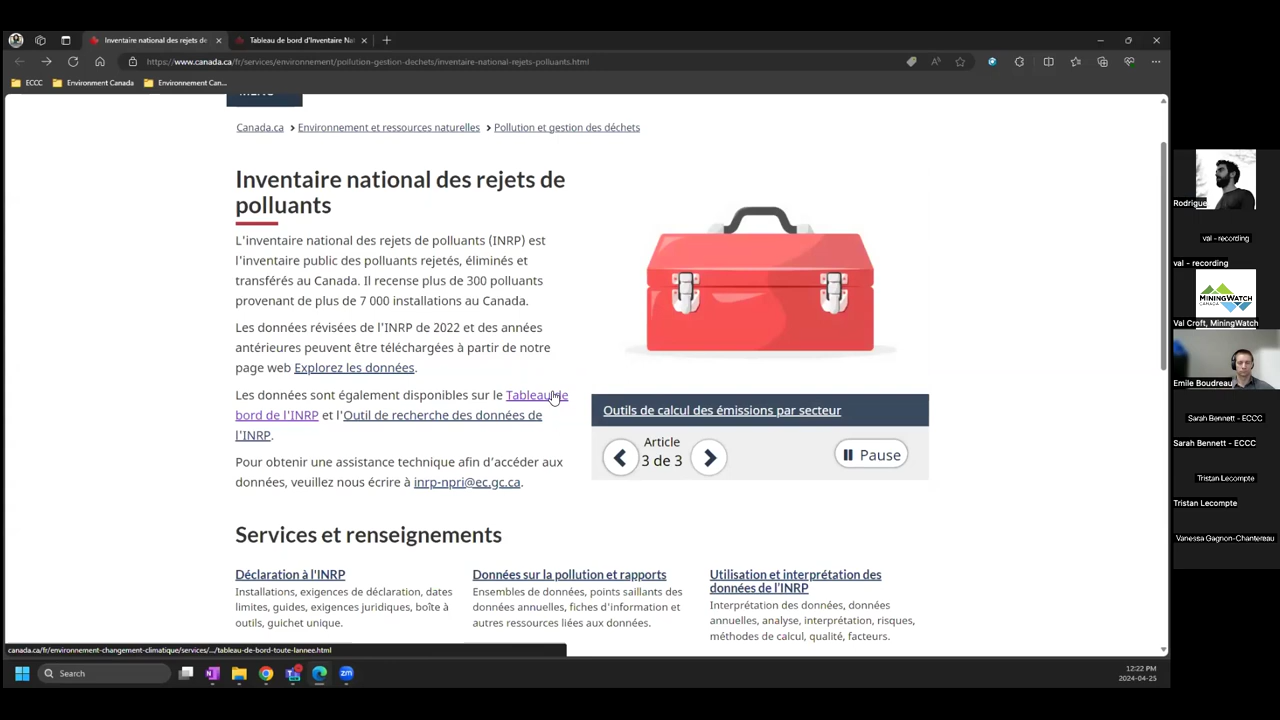 Inventaire national des rejets de
Tableau de bord d'Inventaire Nat
https://www.canada.ca/fr/services/environnement/pollution-gestion-dechets/inventaire-national-rejets-polluants.html
ECCC
Environment Canada
Environnement Can...
Canada.ca
Environnement et ressources naturelles
Pollution et gestion des déchets
Inventaire national des rejets de
polluants
L'inventaire national des rejets de polluants (INRP) est
l'inventaire public des polluants rejetés, éliminés et
transférés au Canada. Il recense plus de 300 polluants
provenant de plus de 7 000 installations au Canada.
Les données révisées de l'INRP de 2022 et des années
antérieures peuvent être téléchargées à partir de notre
page web Explorez les données.
Les données sont également disponibles sur le Tableau de
bord de l'INRP et l'Outil de recherche des données de
l'INRP.
Pour obtenir une assistance technique afin d'accéder aux
données, veuillez nous écrire à inrp-npri@ec.gc.ca.
Outils de calcul des émissions par secteur
Article
3 de 3
Pause
Services et renseignements
Déclaration à l'INRP
Installations, exigences de déclaration, dates
limites, guides, exigences juridiques, boîte à
outils, guichet unique.
Données sur la pollution et rapports
Ensembles de données, points saillants des
données annuelles, fiches d'information et
autres ressources liées aux données.
Utilisation et interprétation des
données de l'INRP
Interprétation des données, données
annuelles, analyse, interprétation, risques,
méthodes de calcul, qualité, facteurs.
canada.ca/fr/environnement-changement-climatique/services/.../tableau-de-bord-toute-lannee.html
Search
12:22 PM
2024-04-25
Rodrigue
val - recording
val - recording
MININGWATCH
CANADA
Val Croft, MiningWatch
Emile Boudreau
Sarah Bennett - ECCC
Sarah Bennett - ECCC
Tristan Lecompte
Tristan Lecompte
Vanessa Gagnon-Chantereau